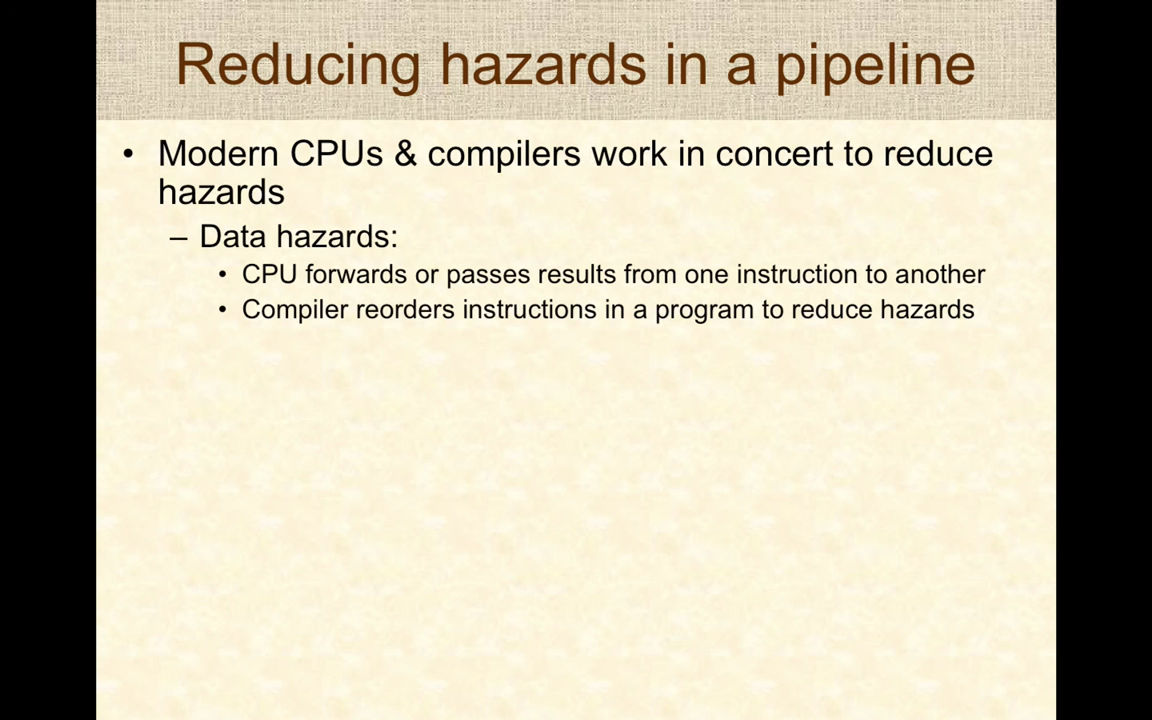 Reducing hazards in a pipeline
• Modern CPUs & compilers work in concert to reduce
hazards
– Data hazards:
• CPU forwards or passes results from one instruction to another
• Compiler reorders instructions in a program to reduce hazards